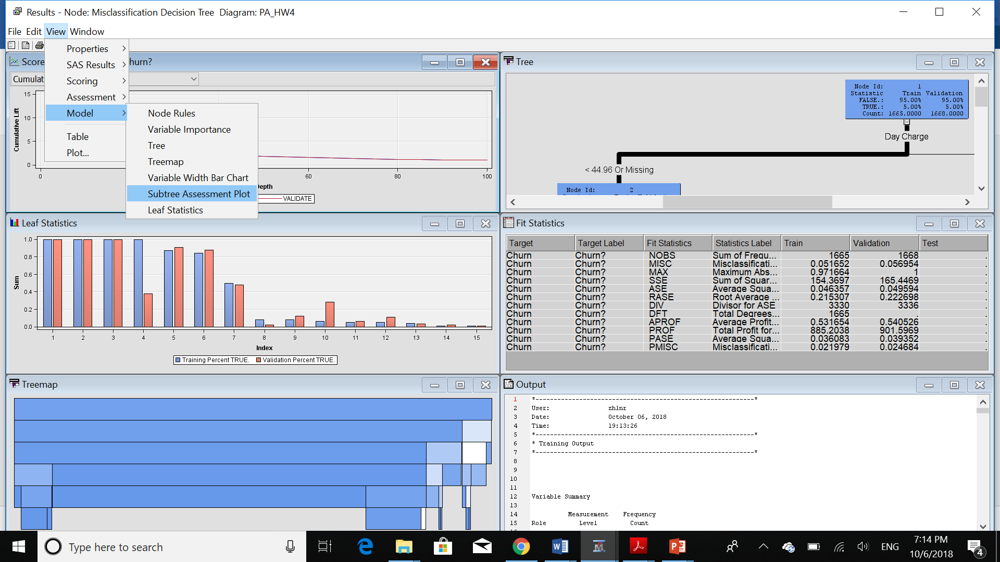 Results - Node: Misclassification Decision Tree  Diagram: PA_HW4
File Edit View Window
Properties
SAS Results
Scoring
Assessment
Model
Table
Plot...
Node Rules
Variable Importance
Tree
Treemap
Variable Width Bar Chart
Subtree Assessment Plot
Leaf Statistics
Score hurn?
Cumulat
Cumulative Lift
15
10
5
0
0 60 80 100
epth
VALIDATE
Tree
Node Id: 1
Statistic Train Validation
FALSE.: 95.00% 95.00%
TRUE.: 5.00% 5.00%
Count: 1665.0000 1668.0000
Day Charge
< 44.96 Or Missing
Node Id: 2
Leaf Statistics
Sum
1.0
0.8
0.6
0.4
0.2
0.0
1 2 3 4 5 6 7 8 9 10 11 12 13 14 15
Index
Training Percent TRUE. Validation Percent TRUE.
Fit Statistics
Target Target Label Fit Statistics Statistics Label Train Validation Test
Churn Churn? NOBS Sum of Frequ... 1665 1668 .
Churn Churn? MISC Misclassificati... 0.051652 0.056954 .
Churn Churn? MAX Maximum Abs... 0.971664 1 .
Churn Churn? SSE Sum of Squar... 154.3697 165.4469 .
Churn Churn? ASE Average Squa... 0.046357 0.049594 .
Churn Churn? RASE Root Average ... 0.215307 0.222698 .
Churn Churn? DIV Divisor for ASE 3330 3336 .
Churn Churn? DFT Total Degrees... 1665 . .
Churn Churn? APROF Average Profit... 0.531654 0.540526 .
Churn Churn? PROF Total Profit for... 885.2038 901.5969 .
Churn Churn? PASE Average Squa... 0.036083 0.039352 .
Churn Churn? PMISC Misclassificati... 0.021979 0.024684 .
Treemap
Output
1 *------------------------------------------------------------*
2 User: zhlnr
3 Date: October 06, 2018
4 Time: 19:13:26
5 *------------------------------------------------------------*
6 * Training Output
7 *------------------------------------------------------------*
8
9
10
11
12 Variable Summary
13
14 Measurement Frequency
15 Role Level Count
Type here to search
ENG
7:14 PM
10/6/2018
4